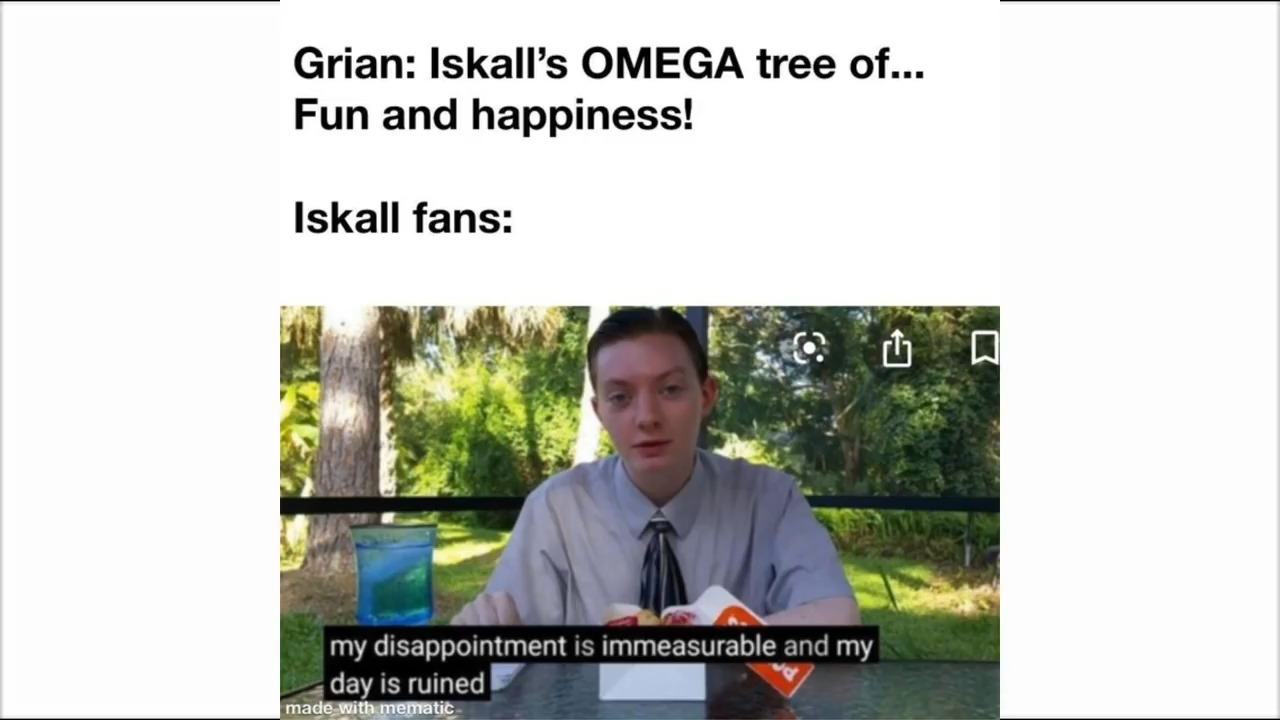 Grian: Iskall’s OMEGA tree of...
Fun and happiness!
Iskall fans:
my disappointment is immeasurable and my
day is ruined
made with mematic